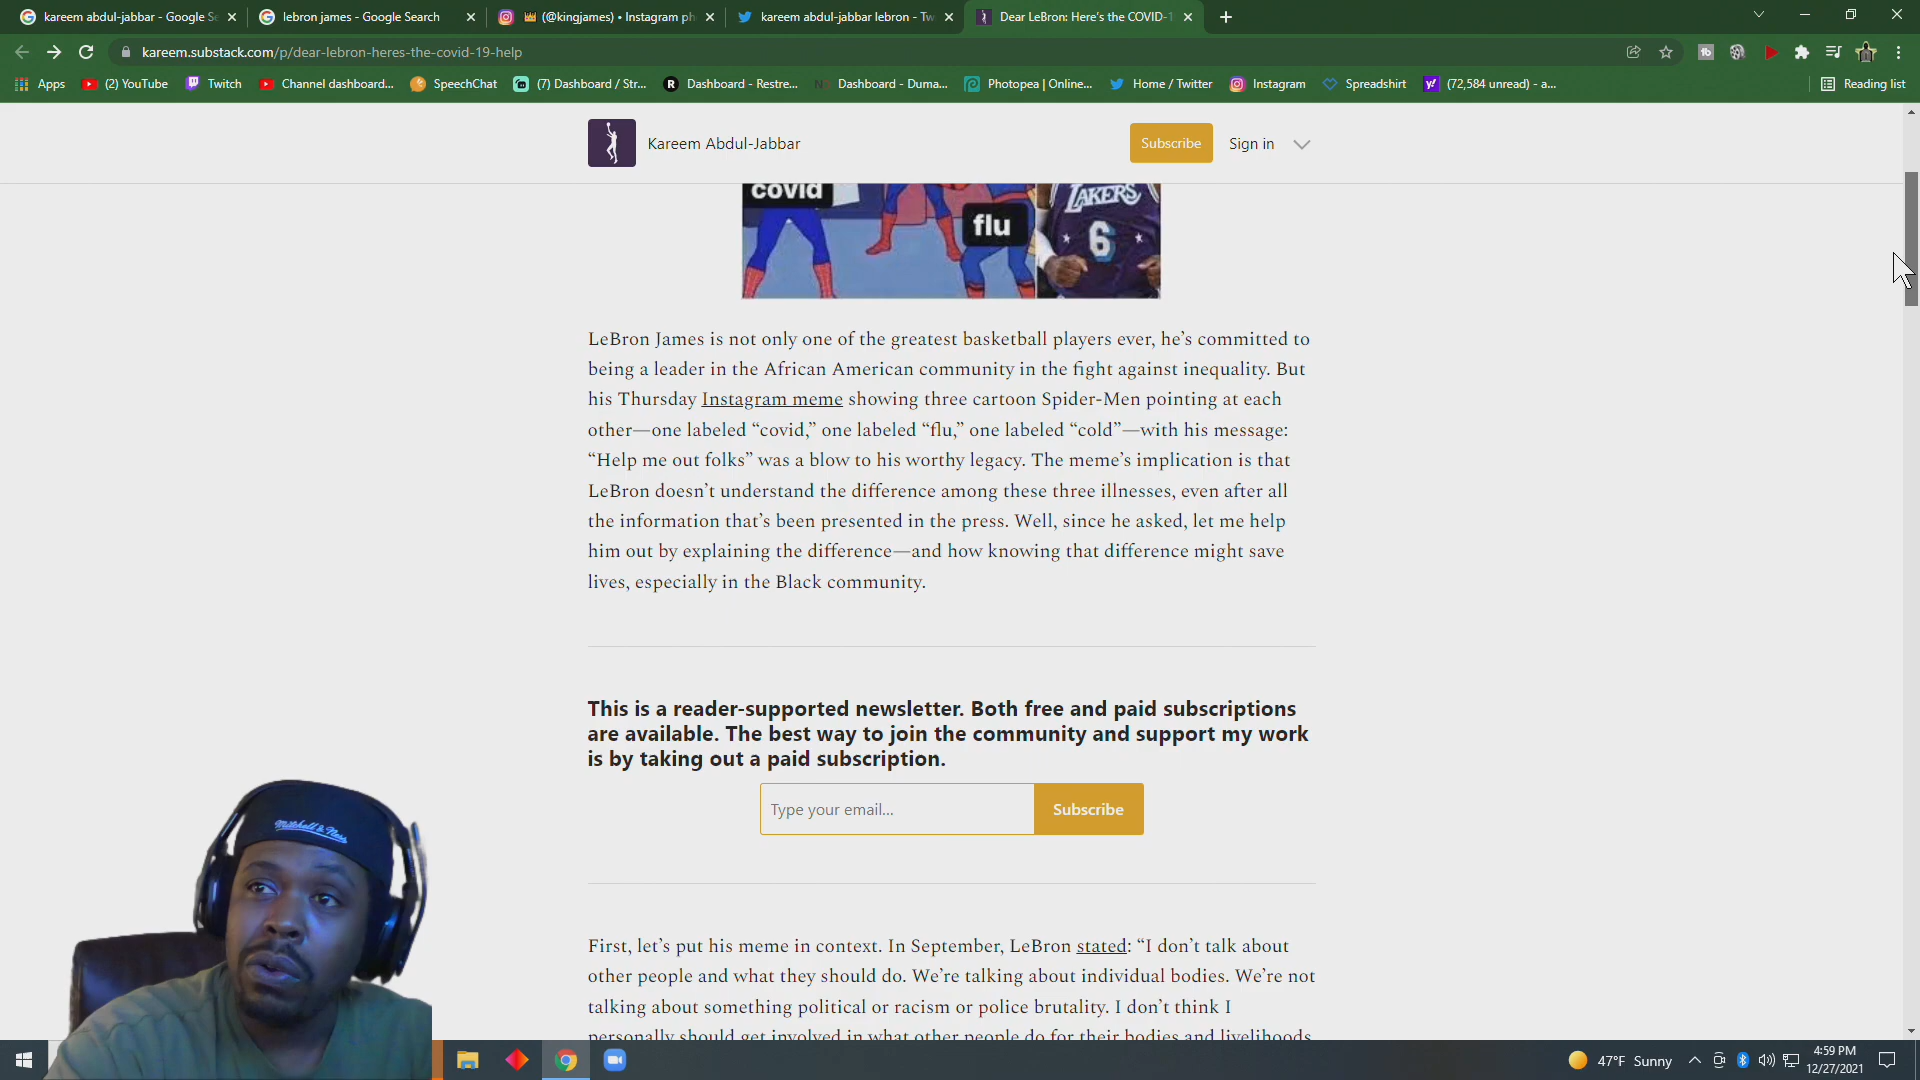 kareem abdul-jabbar - Google Se
lebron james - Google Search
(@kingjames) • Instagram ph
kareem abdul-jabbar lebron - Tw
Dear LeBron: Here's the COVID-1
kareem.substack.com/p/dear-lebron-heres-the-covid-19-help
Apps
(2) YouTube
Twitch
Channel dashboard...
SpeechChat
(7) Dashboard / Str...
Dashboard - Restre...
Dashboard - Duma...
Photopea | Online...
Home / Twitter
Instagram
Spreadshirt
(72,584 unread) - a...
Reading list
Kareem Abdul-Jabbar
Subscribe
Sign in
covid
flu
LAKERS
6
LeBron James is not only one of the greatest basketball players ever, he's committed to
being a leader in the African American community in the fight against inequality. But
his Thursday Instagram meme showing three cartoon Spider-Men pointing at each
other—one labeled “covid,” one labeled “flu,” one labeled “cold”—with his message:
“Help me out folks” was a blow to his worthy legacy. The meme's implication is that
LeBron doesn't understand the difference among these three illnesses, even after all
the information that's been presented in the press. Well, since he asked, let me help
him out by explaining the difference—and how knowing that difference might save
lives, especially in the Black community.
This is a reader-supported newsletter. Both free and paid subscriptions
are available. The best way to join the community and support my work
is by taking out a paid subscription.
Type your email...
Subscribe
First, let's put his meme in context. In September, LeBron stated: “I don't talk about
other people and what they should do. We're talking about individual bodies. We're not
talking about something political or racism or police brutality. I don't think I
personally should get involved in what other people do for their bodies and livelihoods
Mitchell & Ness
47°F Sunny
4:59 PM
12/27/2021